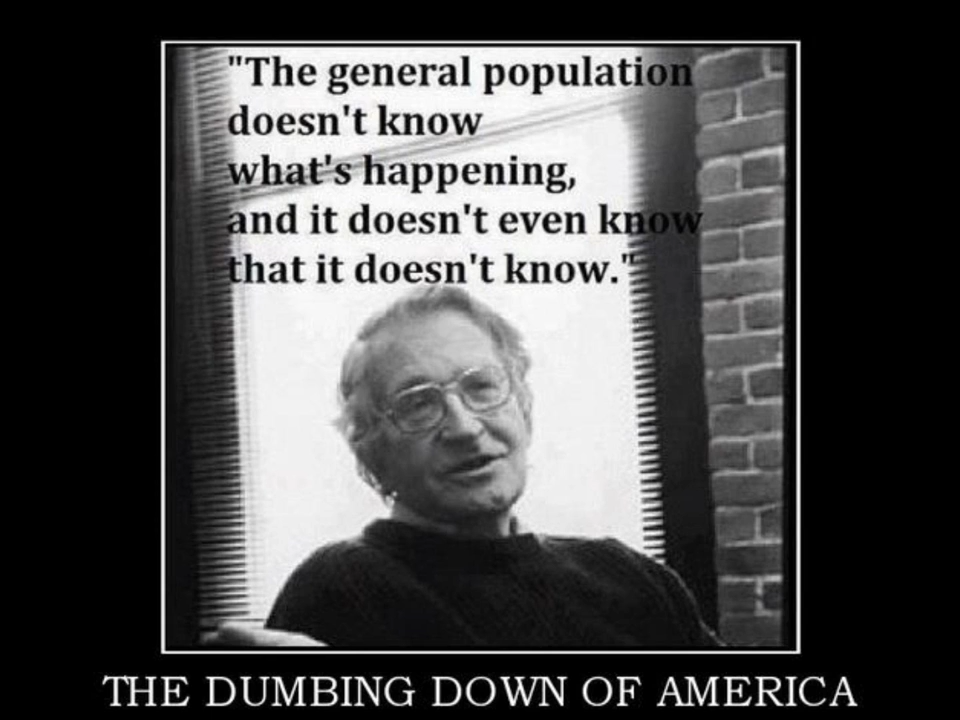 "The general population
doesn't know
what's happening,
and it doesn't even know
that it doesn't know."
THE DUMBING DOWN OF AMERICA